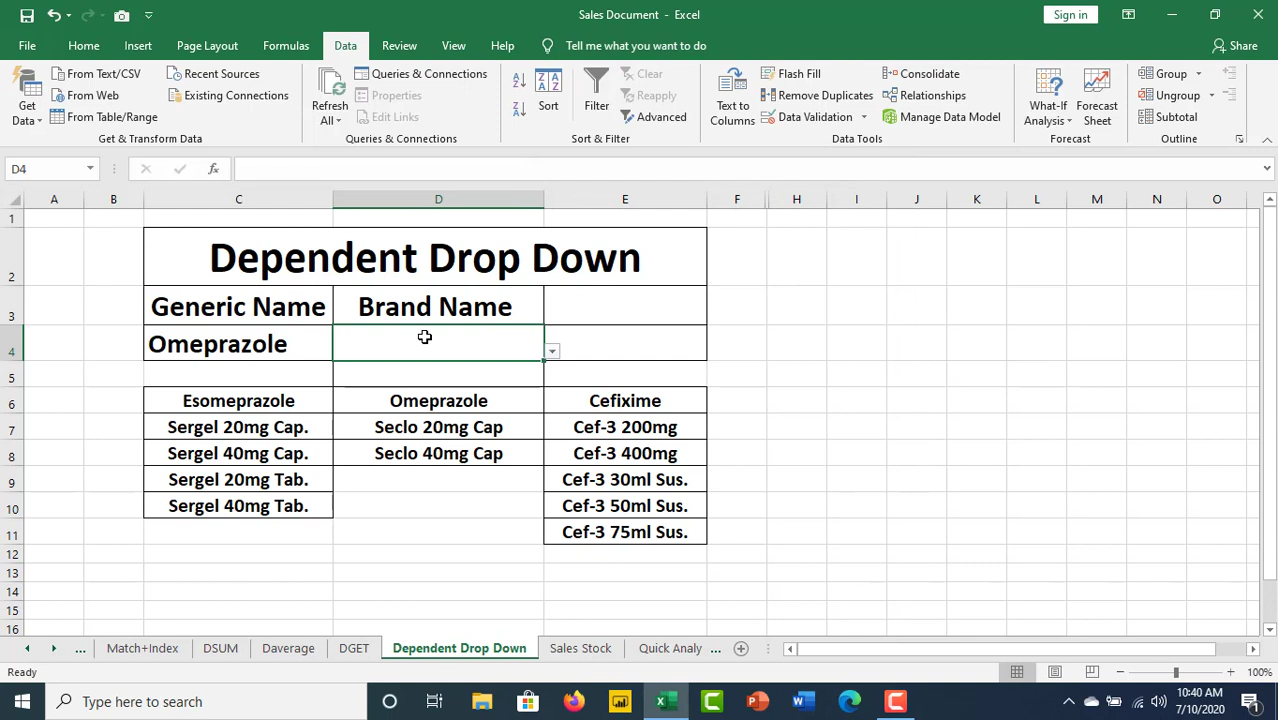 Sales Document - Excel
Sign in
File Home Insert Page Layout Formulas Data Review View Help Tell me what you want to do Share
Get Data
From Text/CSV
From Web
From Table/Range
Recent Sources
Existing Connections
Get & Transform Data
Refresh All
Queries & Connections
Properties
Edit Links
Queries & Connections
Sort
Filter
Clear
Reapply
Advanced
Sort & Filter
Text to Columns
Flash Fill
Remove Duplicates
Data Validation
Consolidate
Relationships
Manage Data Model
Data Tools
What-If Analysis
Forecast Sheet
Forecast
Group
Ungroup
Subtotal
Outline
D4
fx
A B C D E F H I J K L M N O
1
2 Dependent Drop Down
3 Generic Name Brand Name
4 Omeprazole
5
6 Esomeprazole Omeprazole Cefixime
7 Sergel 20mg Cap. Seclo 20mg Cap Cef-3 200mg
8 Sergel 40mg Cap. Seclo 40mg Cap Cef-3 400mg
9 Sergel 20mg Tab. Cef-3 30ml Sus.
10 Sergel 40mg Tab. Cef-3 50ml Sus.
11 Cef-3 75ml Sus.
12
13
14
15
16
... Match+Index DSUM Daverage DGET Dependent Drop Down Sales Stock Quick Analy ...
Ready
100%
Type here to search
10:40 AM
7/10/2020
1